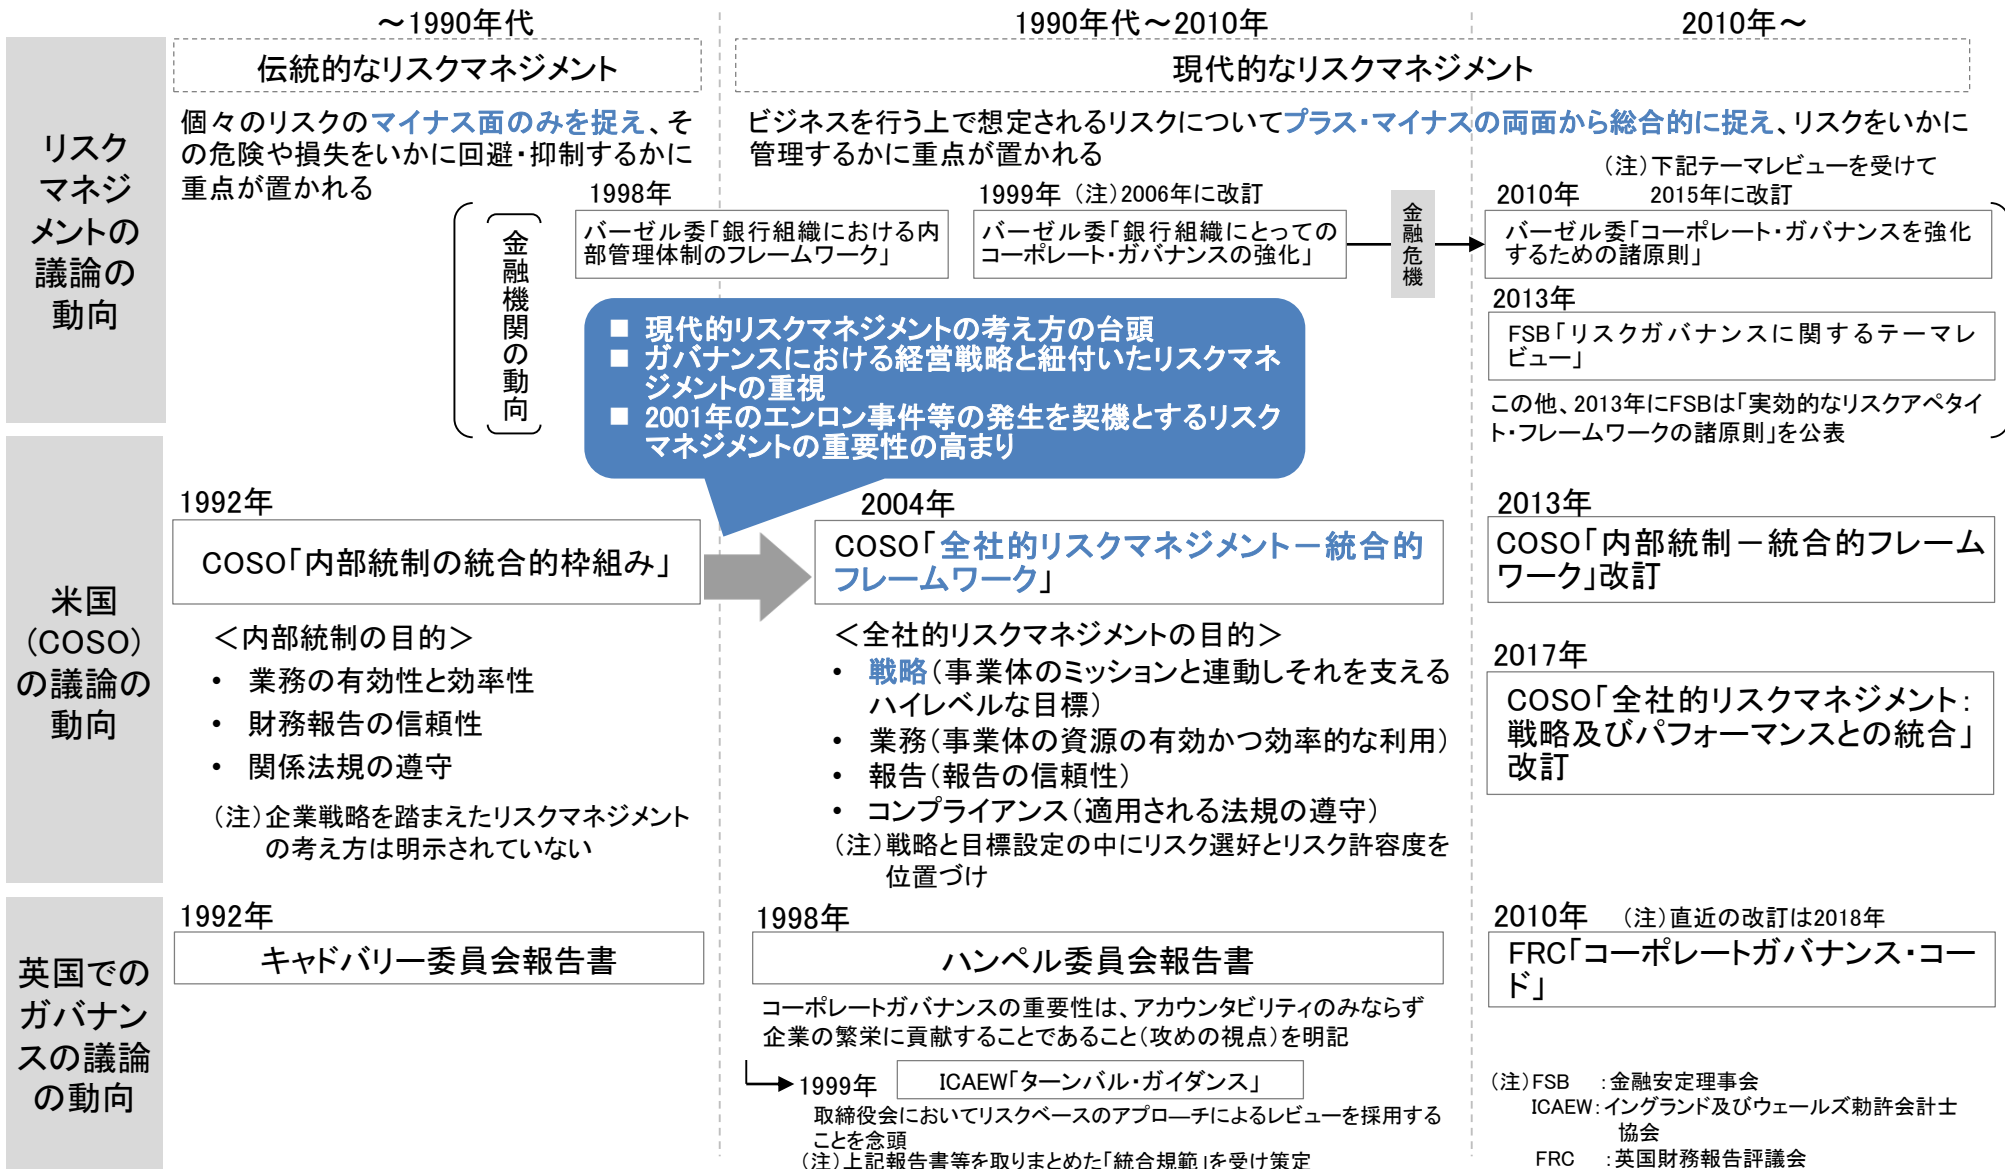 ～1990年代
1990年代～2010年
2010年～
リスク
マネジ
メントの
議論の
動向
伝統的なリスクマネジメント
現代的なリスクマネジメント
個々のリスクのマイナス面のみを捉え、そ
の危険や損失をいかに回避・抑制するかに
重点が置かれる
ビジネスを行う上で想定されるリスクについてプラス・マイナスの両面から総合的に捉え、リスクをいかに
管理するかに重点が置かれる
金融機関の動向
1998年
バーゼル委「銀行組織における内
部管理体制のフレームワーク」
1999年（注）2006年に改訂
バーゼル委「銀行組織にとっての
コーポレート・ガバナンスの強化」
金融危機
（注）下記テーマレビューを受けて
2010年 2015年に改訂
バーゼル委「コーポレート・ガバナンスを強化
するための諸原則」
2013年
FSB「リスクガバナンスに関するテーマレ
ビュー」
この他、2013年にFSBは「実効的なリスクアペタイ
ト・フレームワークの諸原則」を公表
■ 現代的リスクマネジメントの考え方の台頭
■ ガバナンスにおける経営戦略と紐付いたリスクマネ
ジメントの重視
■ 2001年のエンロン事件等の発生を契機とするリスク
マネジメントの重要性の高まり
米国
（COSO）
の議論の
動向
1992年
COSO「内部統制の統合的枠組み」
＜内部統制の目的＞
• 業務の有効性と効率性
• 財務報告の信頼性
• 関係法規の遵守
（注）企業戦略を踏まえたリスクマネジメント
の考え方は明示されていない
2004年
COSO「全社的リスクマネジメント－統合的
フレームワーク」
＜全社的リスクマネジメントの目的＞
• 戦略（事業体のミッションと連動しそれを支える
ハイレベルな目標）
• 業務（事業体の資源の有効かつ効率的な利用）
• 報告（報告の信頼性）
• コンプライアンス（適用される法規の遵守）
（注）戦略と目標設定の中にリスク選好とリスク許容度を
位置づけ
2013年
COSO「内部統制－統合的フレーム
ワーク」改訂
2017年
COSO「全社的リスクマネジメント：
戦略及びパフォーマンスとの統合」
改訂
英国での
ガバナン
スの議論
の動向
1992年
キャドバリー委員会報告書
1998年
ハンペル委員会報告書
コーポレートガバナンスの重要性は、アカウンタビリティのみならず
企業の繁栄に貢献することであること（攻めの視点）を明記
1999年
ICAEW「ターンバル・ガイダンス」
取締役会においてリスクベースのアプローチによるレビューを採用する
ことを念頭
（注）上記報告書等を取りまとめた「統合規範」を受け策定
2010年 （注）直近の改訂は2018年
FRC「コーポレートガバナンス・コー
ド」
（注）FSB ：金融安定理事会
ICAEW：イングランド及びウェールズ勅許会計士
協会
FRC ：英国財務報告評議会